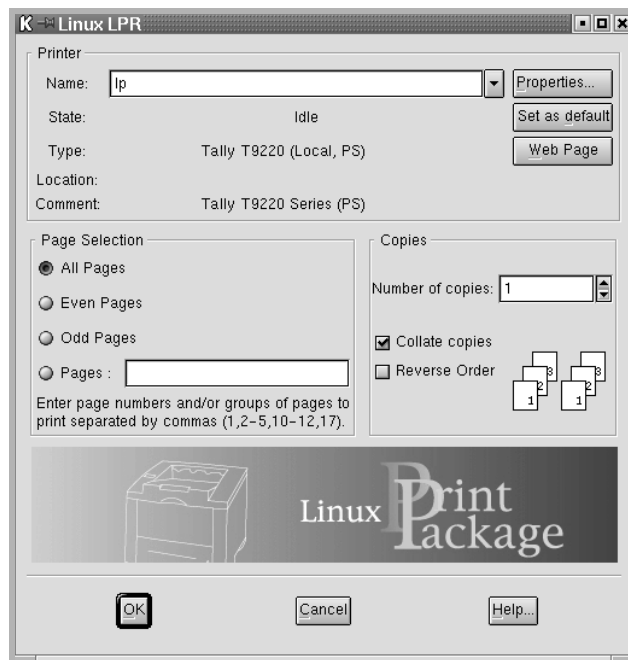 K Linux LPR
Printer
Name: lp Properties...
State: Idle Set as default
Type: Tally T9220 (Local, PS) Web Page
Location:
Comment: Tally T9220 Series (PS)
Page Selection
All Pages
Even Pages
Odd Pages
Pages :
Enter page numbers and/or groups of pages to
print separated by commas (1,2-5,10-12,17).
Copies
Number of copies: 1
Collate copies
Reverse Order
3 3
2 2
1 1
Linux Print
Package
OK Cancel Help...